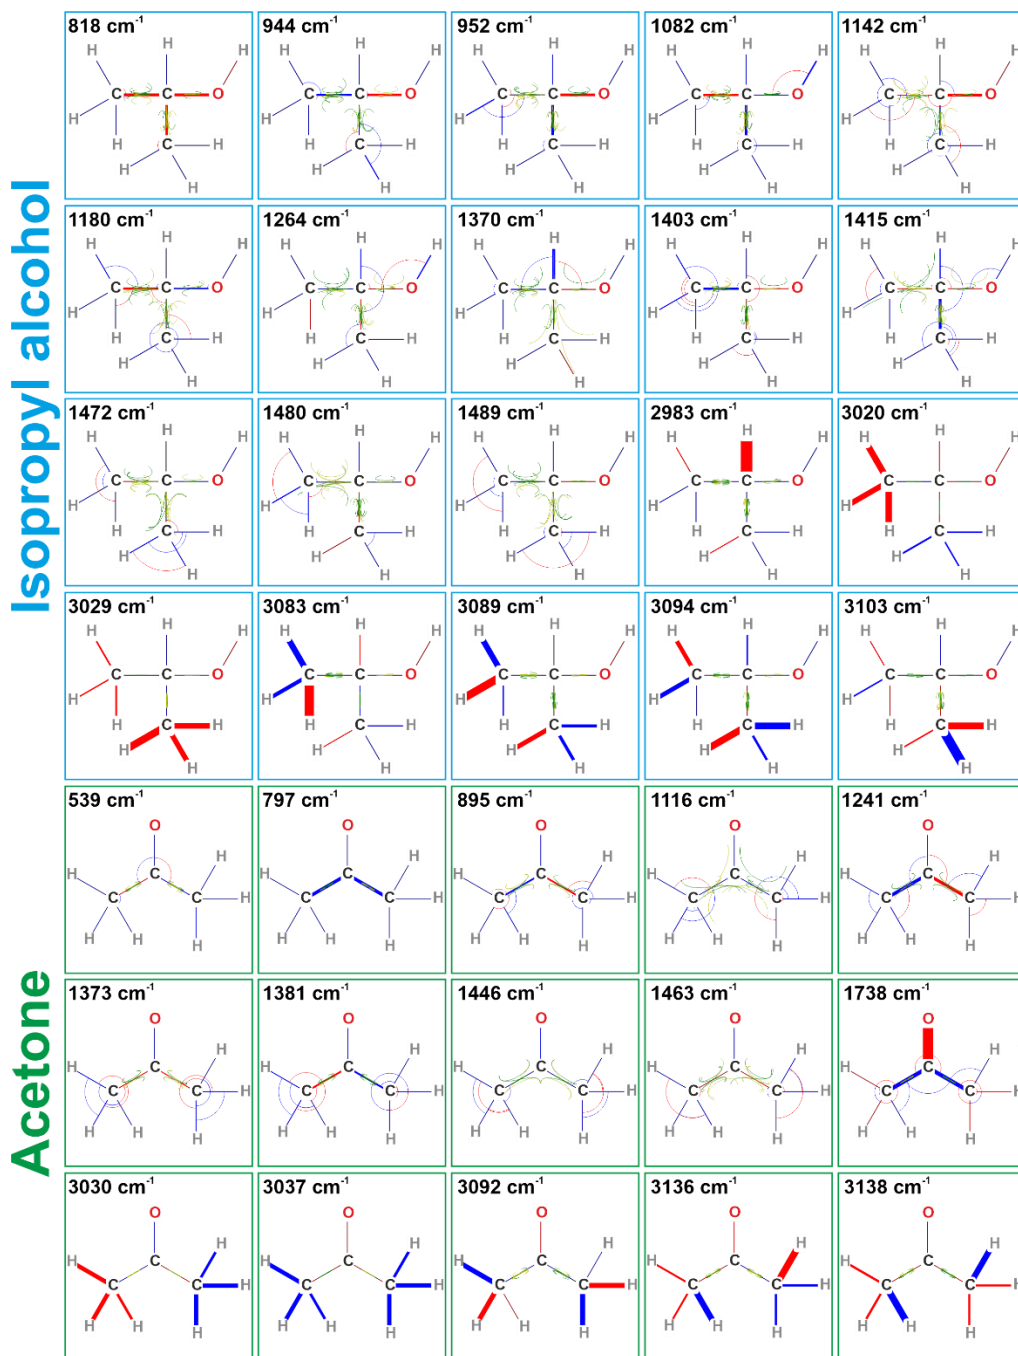 Isopropyl alcohol
818 cm⁻¹
944 cm⁻¹
952 cm⁻¹
1082 cm⁻¹
1142 cm⁻¹
H H O C C C H H H H H H
H H O C C C H H H H H H
H H O C C C H H H H H H
H H O C C C H H H H H H
H H O C C C H H H H H H
1180 cm⁻¹
1264 cm⁻¹
1370 cm⁻¹
1403 cm⁻¹
1415 cm⁻¹
H H O C C C H H H H H H
H H O C C C H H H H H H
H H O C C C H H H H H H
H H O C C C H H H H H H
H H O C C C H H H H H H
1472 cm⁻¹
1480 cm⁻¹
1489 cm⁻¹
2983 cm⁻¹
3020 cm⁻¹
H H O C C C H H H H H H
H H O C C C H H H H H H
H H O C C C H H H H H H
H H O C C C H H H H H H
H H O C C C H H H H H H
3029 cm⁻¹
3083 cm⁻¹
3089 cm⁻¹
3094 cm⁻¹
3103 cm⁻¹
H H O C C C H H H H H H
H H O C C C H H H H H H
H H O C C C H H H H H H
H H O C C C H H H H H H
H H O C C C H H H H H H
Acetone
539 cm⁻¹
797 cm⁻¹
895 cm⁻¹
1116 cm⁻¹
1241 cm⁻¹
O H C H C C H H H H
O H C H C C H H H H
O H C H C C H H H H
O H C H C C H H H H
O H C H C C H H H H
1373 cm⁻¹
1381 cm⁻¹
1446 cm⁻¹
1463 cm⁻¹
1738 cm⁻¹
O H C H C C H H H H
O H C H C C H H H H
O H C H C C H H H H
O H C H C C H H H H
O H C H C C H H H H
3030 cm⁻¹
3037 cm⁻¹
3092 cm⁻¹
3136 cm⁻¹
3138 cm⁻¹
O H C H C C H H H H
O H C H C C H H H H
O H C H C C H H H H
O H C H C C H H H H
O H C H C C H H H H